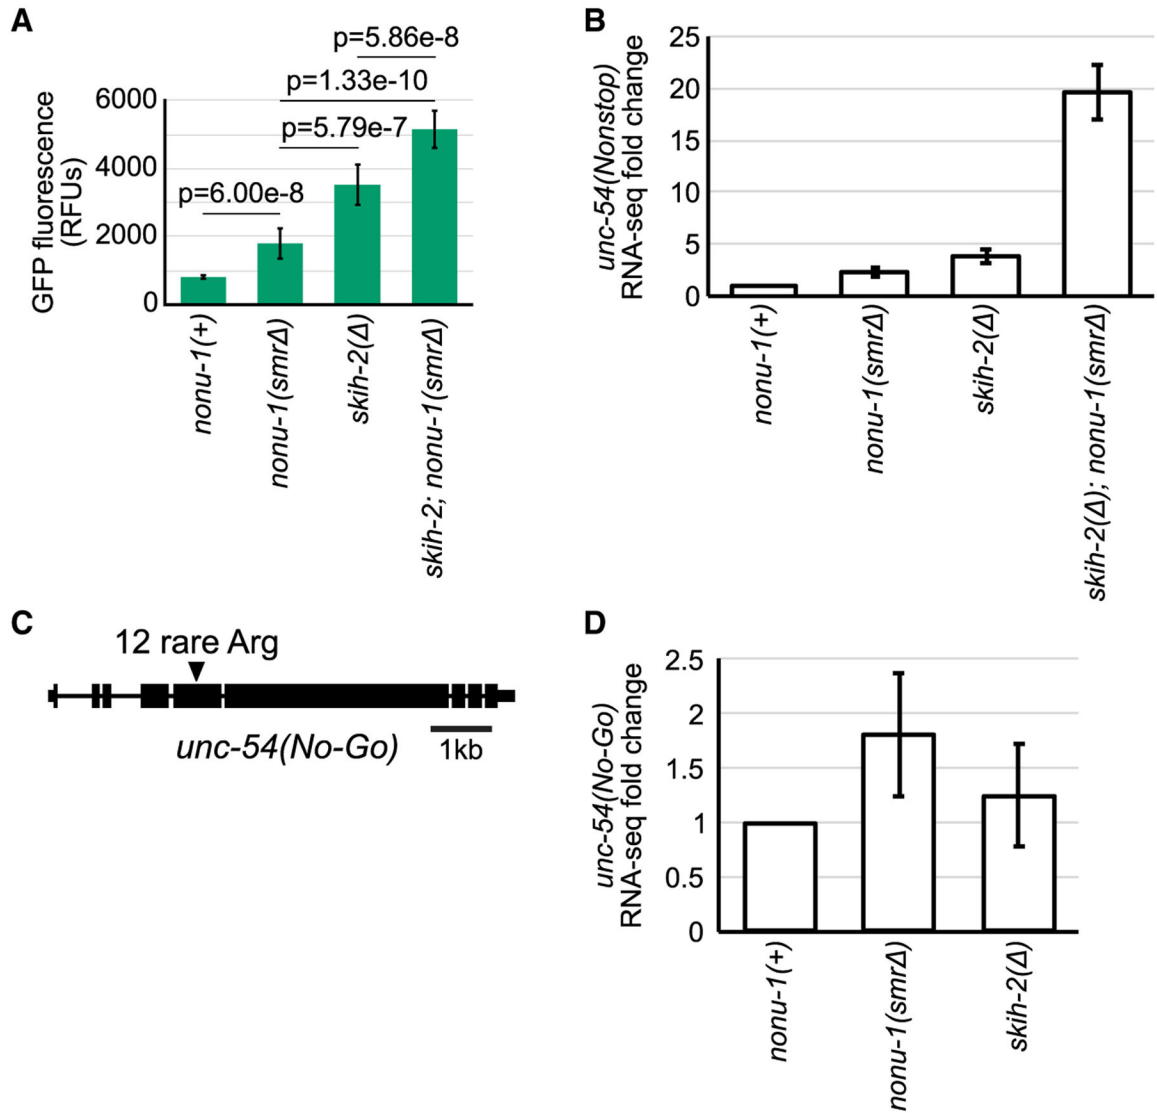 A
p=5.86e-8
p=1.33e-10
p=5.79e-7
p=6.00e-8
GFP fluorescence
(RFUs)
6000
4000
2000
0
nonu-1(+)
nonu-1(smrΔ)
skih-2(Δ)
skih-2; nonu-1(smrΔ)
B
unc-54(Nonstop)
RNA-seq fold change
25
20
15
10
5
0
nonu-1(+)
nonu-1(smrΔ)
skih-2(Δ)
skih-2(Δ); nonu-1(smrΔ)
C
12 rare Arg
unc-54(No-Go)
1kb
D
unc-54(No-Go)
RNA-seq fold change
2.5
2
1.5
1
0.5
0
nonu-1(+)
nonu-1(smrΔ)
skih-2(Δ)